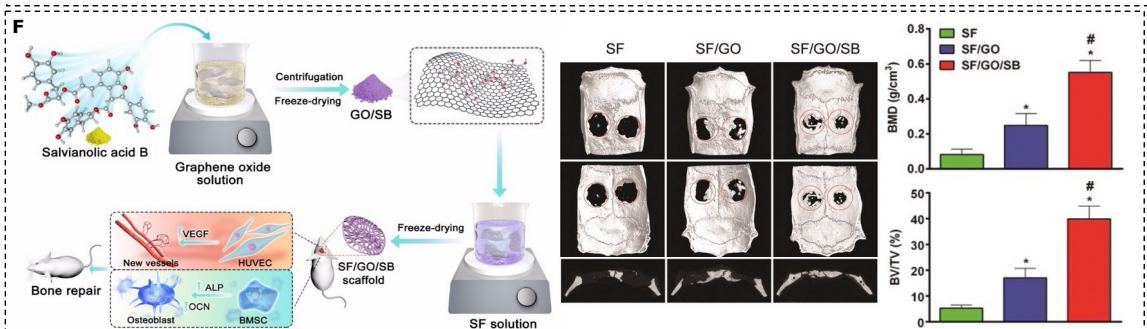 F
Salvianolic acid B
Graphene oxide
solution
Centrifugation
Freeze-drying
GO/SB
SF solution
Freeze-drying
SF/GO/SB
scaffold
VEGF
New vessels
HUVEC
ALP
OCN
Osteoblast
BMSC
Bone repair
SF
SF/GO
SF/GO/SB
SF
SF/GO
SF/GO/SB
BMD (g/cm³)
0.8
0.6
0.4
0.2
0.0
*
#
*
BV/TV (%)
50
40
30
20
10
0
*
#
*